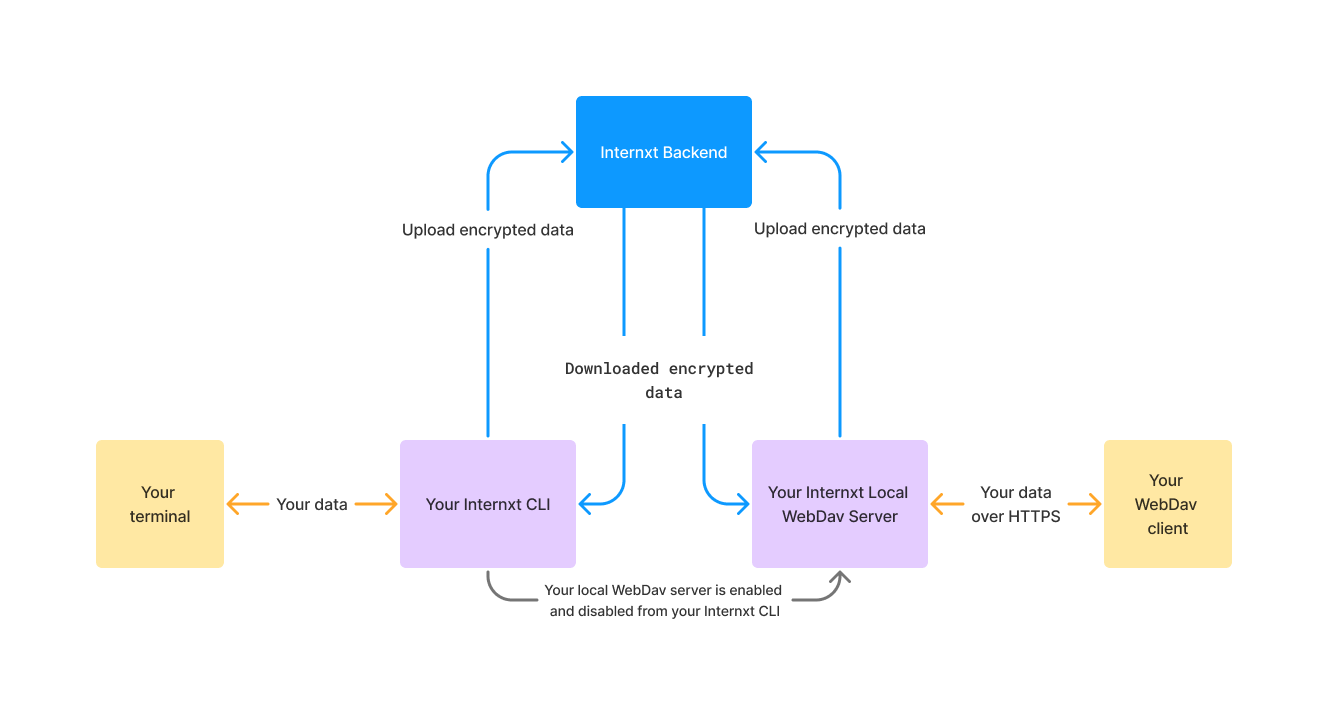 Internxt Backend
Upload encrypted data
Upload encrypted data
Downloaded encrypted
data
Your
terminal
Your data
Your Internxt CLI
Your Internxt Local
WebDav Server
Your data
over HTTPS
Your
WebDav
client
Your local WebDav server is enabled
and disabled from your Internxt CLI